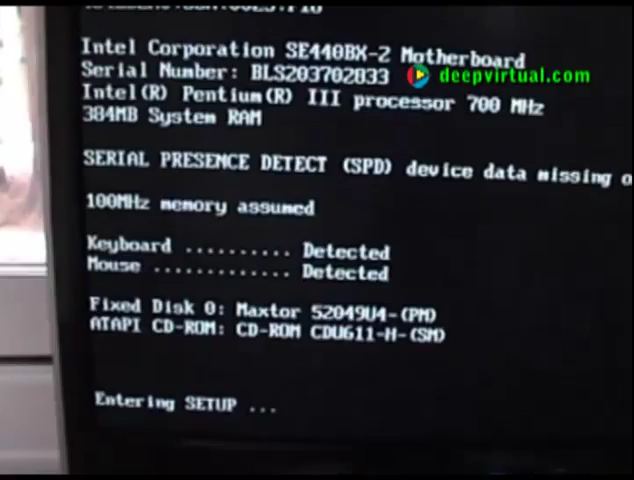 Intel Corporation SE440BX-2 Motherboard
Serial Number: BLS203702833
deepvirtual.com
Intel(R) Pentium(R) III processor 700 MHz
384MB System RAM
SERIAL PRESENCE DETECT (SPD) device data missing o
100MHz memory assumed
Keyboard .......... Detected
Mouse ............. Detected
Fixed Disk 0: Maxtor 52049U4-(PM)
ATAPI CD-ROM: CD-ROM CDU611-H-(SM)
Entering SETUP ...